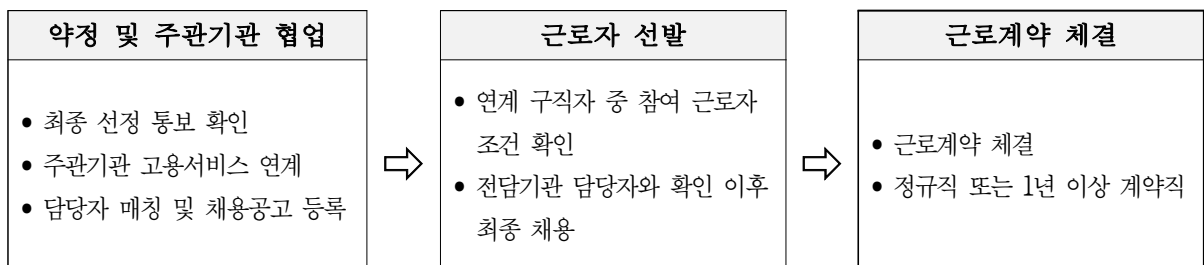 약정 및 주관기관 협업
• 최종 선정 통보 확인
• 주관기관 고용서비스 연계
• 담당자 매칭 및 채용공고 등록
근로자 선발
• 연계 구직자 중 참여 근로자
조건 확인
• 전담기관 담당자와 확인 이후
최종 채용
근로계약 체결
• 근로계약 체결
• 정규직 또는 1년 이상 계약직